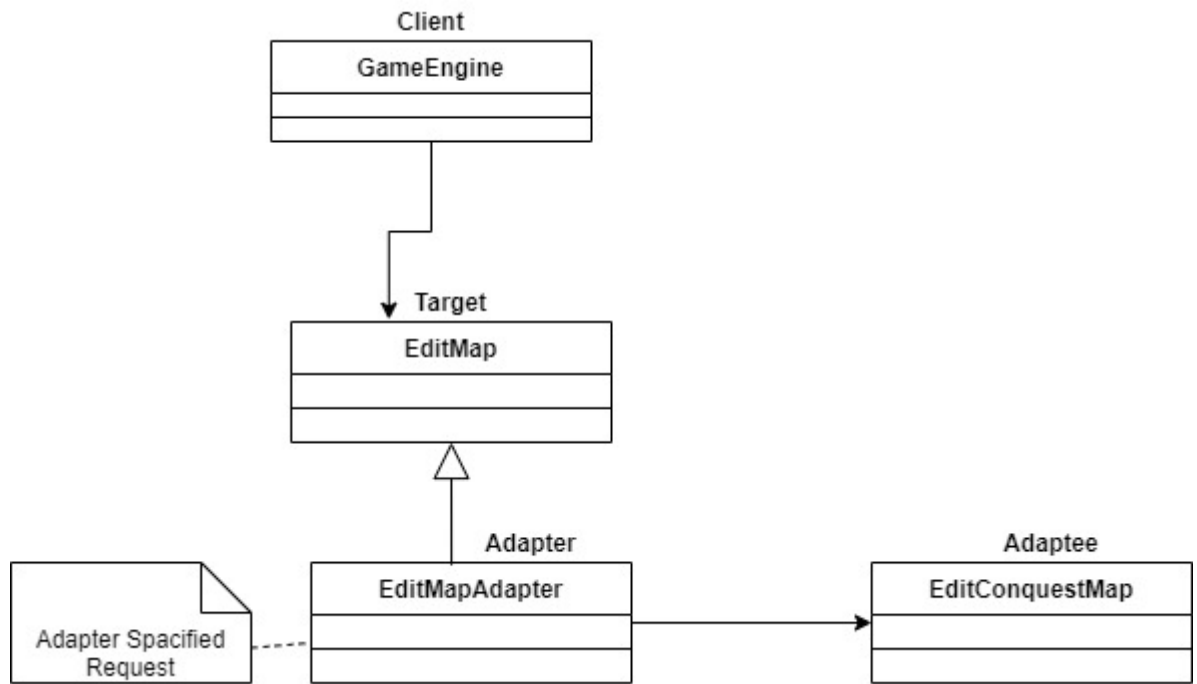 Client
GameEngine
Target
EditMap
Adapter
EditMapAdapter
Adaptee
EditConquestMap
Adapter Spacified
Request